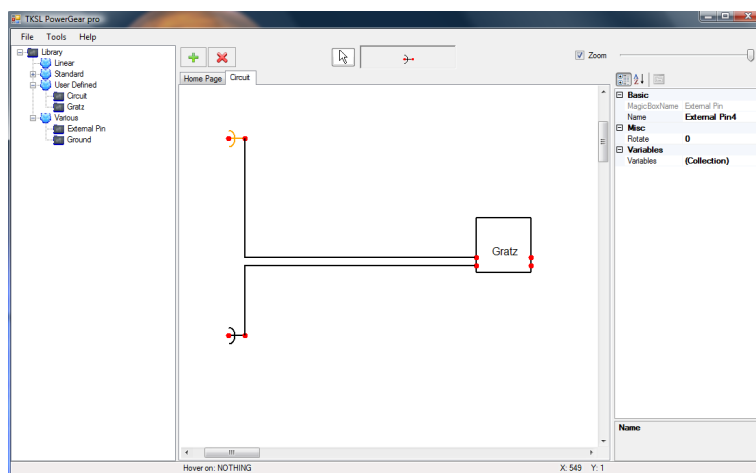 TKSL PowerGear pro
File Tools Help
Library
Linear
Standard
User Defined
Circuit
Gratz
Various
External Pin
Ground
Zoom
Home Page Circuit
Gratz
Basic
MagicBoxName External Pin
Name External Pin4
Misc
Rotate 0
Variables
Variables (Collection)
Name
Hover on: NOTHING
X: 549 Y: 1